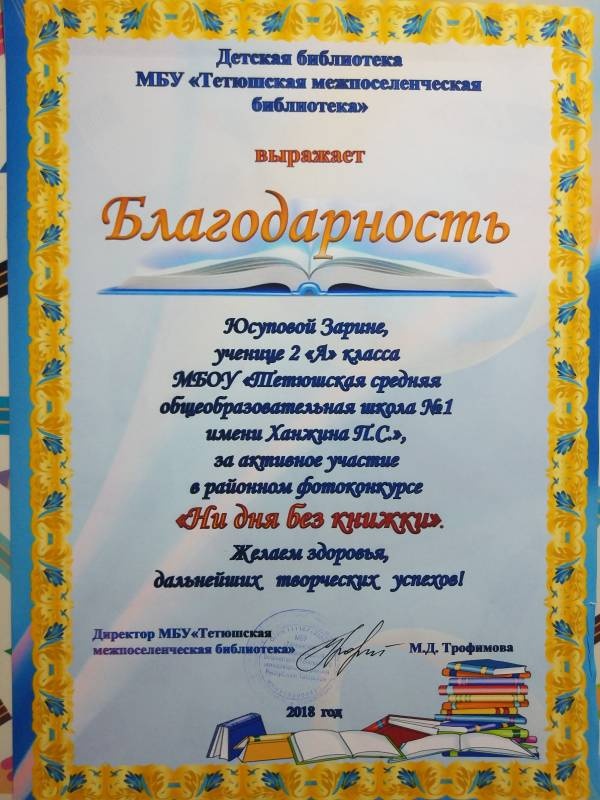 Детская библиотека
МБУ «Тетюшская межпоселенческая
библиотека»
выражает
Благодарность
Юсуповой Зарине,
ученице 2 «А» класса
МБОУ «Тетюшская средняя
общеобразовательная школа №1
имени Ханжина П.С.»,
за активное участие
в районном фотоконкурсе
«Ни дня без книжки».
Желаем здоровья,
дальнейших творческих успехов!
Директор МБУ«Тетюшская
межпоселенческая библиотека»
М.Д. Трофимова
2018 год